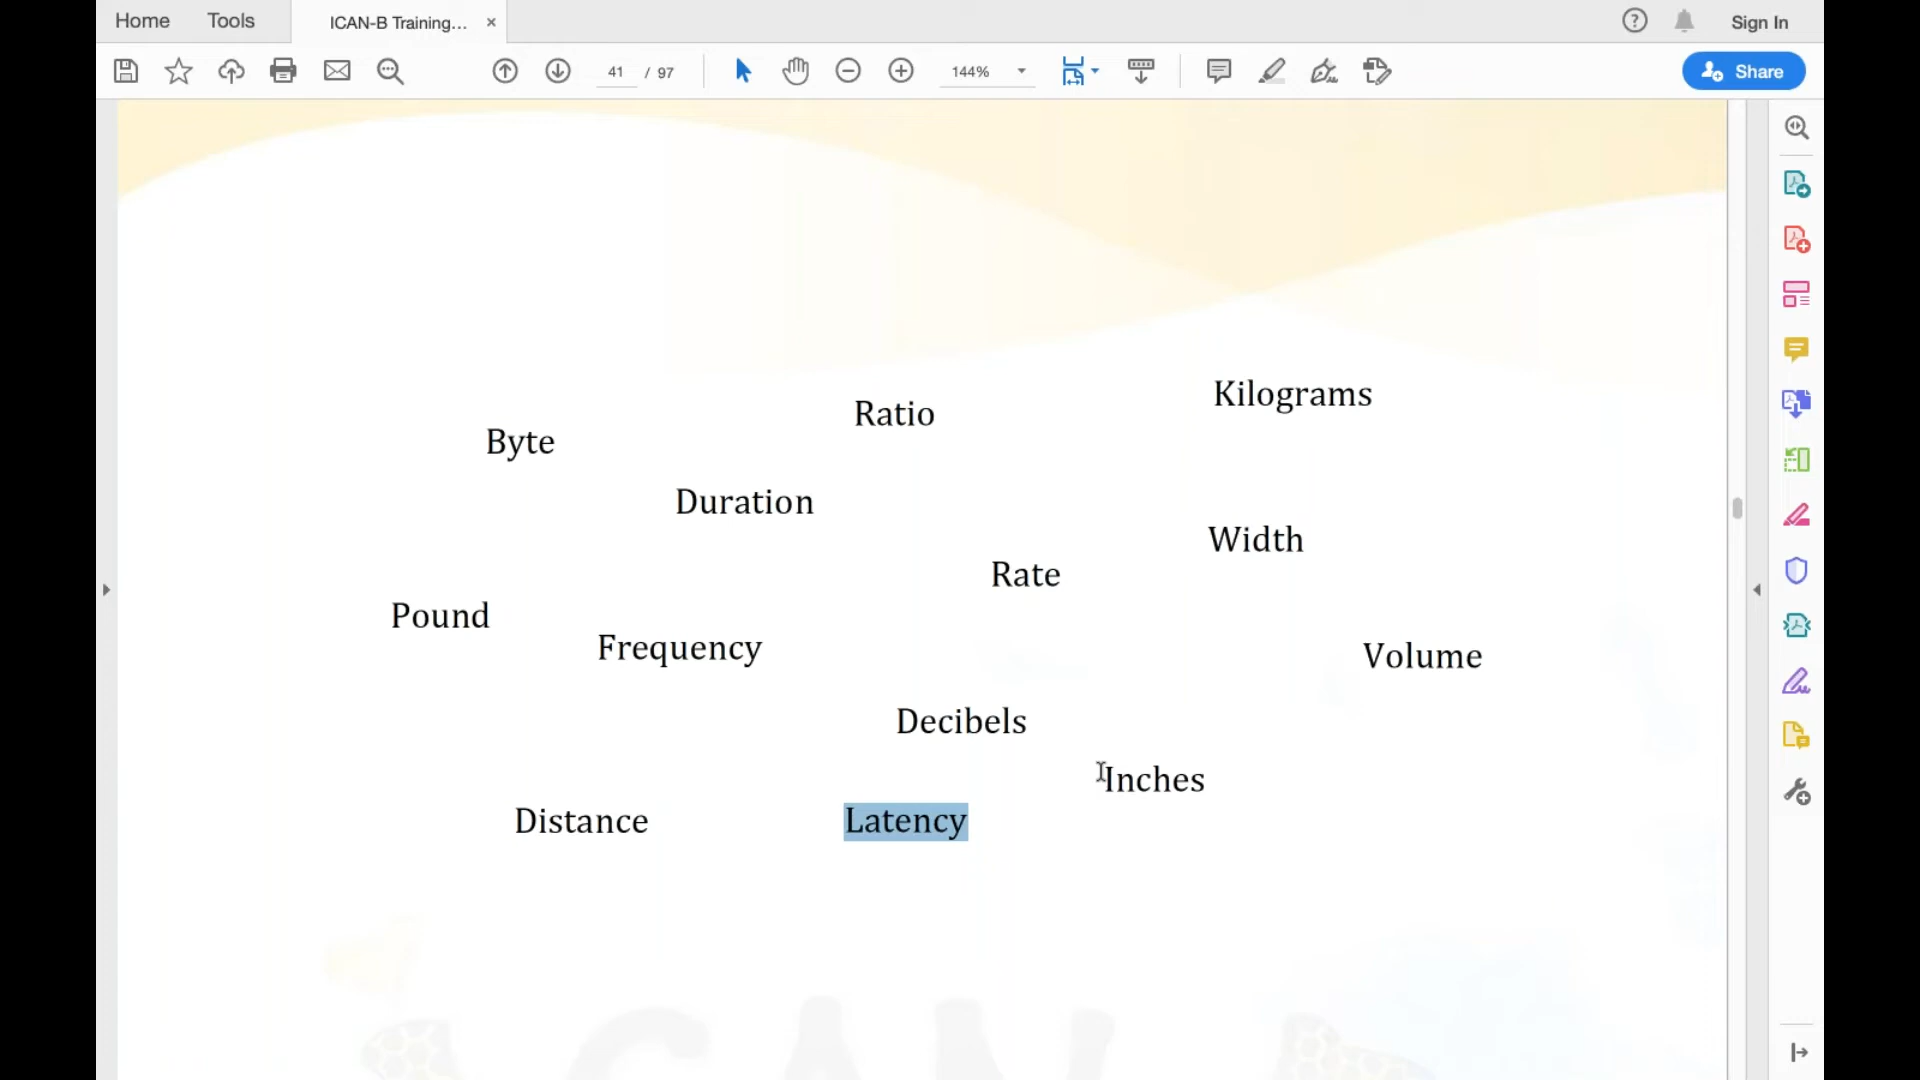 Home Tools ICAN-B Training... × Sign In
41 / 97 144% Share
Kilograms
Ratio
Byte
Duration
Width
Rate
Pound
Frequency
Volume
Decibels
Inches
Distance
Latency
CAN